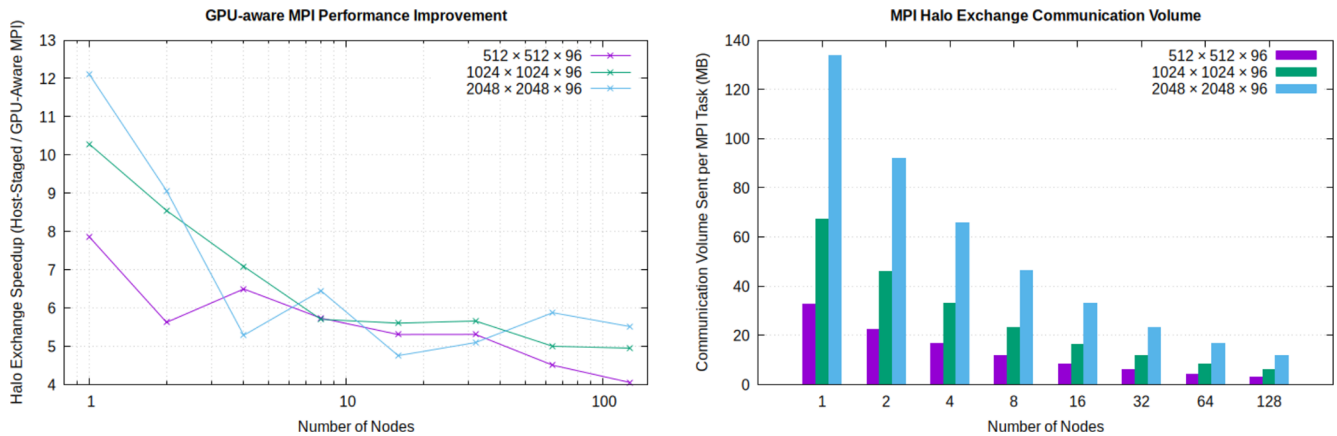 GPU-aware MPI Performance Improvement
Halo Exchange Speedup (Host-Staged / GPU-Aware MPI)
13
12
11
10
9
8
7
6
5
4
512 × 512 × 96
1024 × 1024 × 96
2048 × 2048 × 96
1 10 100
Number of Nodes
MPI Halo Exchange Communication Volume
Communication Volume Sent per MPI Task (MB)
140
120
100
80
60
40
20
0
512 × 512 × 96
1024 × 1024 × 96
2048 × 2048 × 96
1 2 4 8 16 32 64 128
Number of Nodes